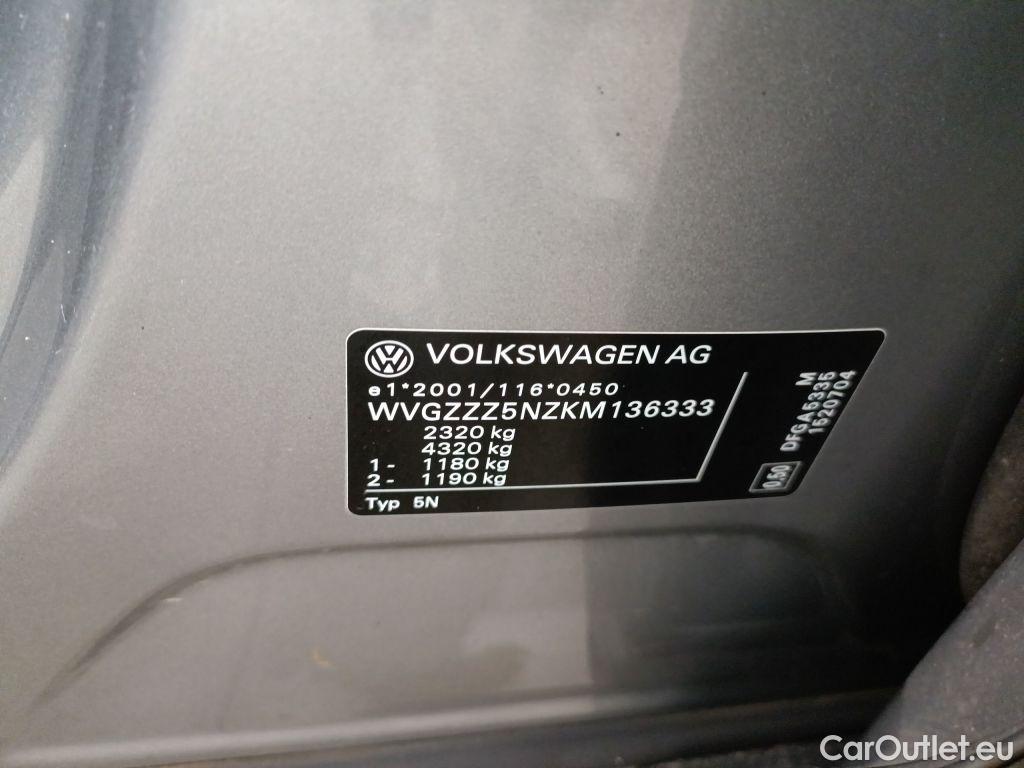 VOLKSWAGEN AG
e1*2001/116*0450
WVGZZZ5NZKM136333
2320 kg
4320 kg
1 - 1180 kg
2 - 1190 kg
Typ 5N
M
DFGA5335
1520704
0,50
CarOutlet.eu